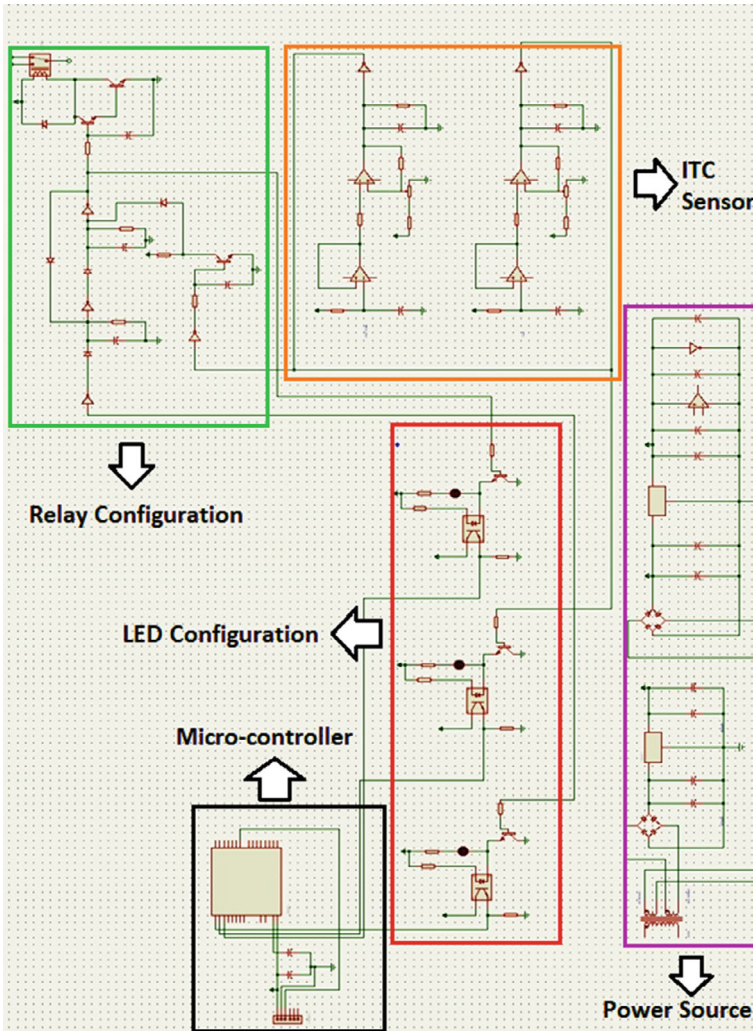 ITC
Sensor
Relay Configuration
LED Configuration
Micro-controller
Power Source